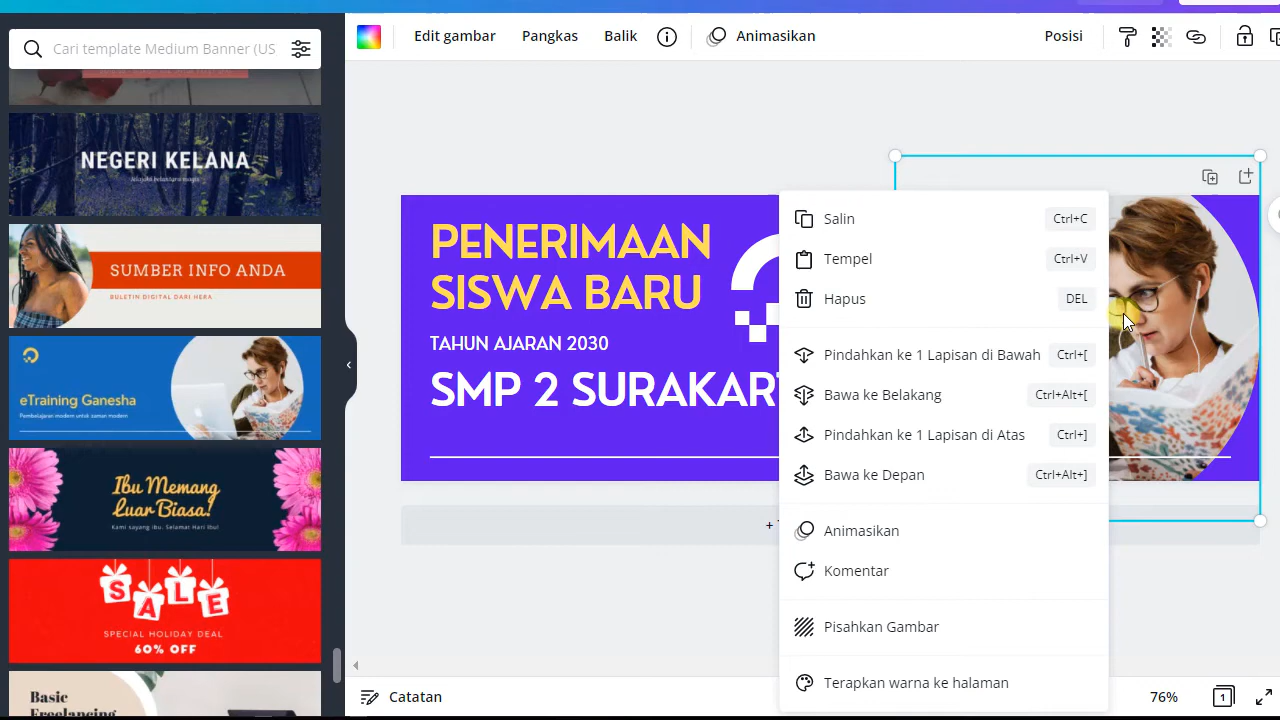 Cari template Medium Banner (US
Edit gambar
Pangkas
Balik
Animasikan
Posisi
NEGERI KELANA
SUMBER INFO ANDA
BULETIN DIGITAL DARI HERA
eTraining Ganesha
Pembelajaran modern untuk zaman modern
Ibu Memang
Luar Biasa!
Kami sayang ibu. Selamat Hari Ibu!
SALE
SPECIAL HOLIDAY DEAL
60% OFF
Basic
Freelancing
PENERIMAAN
SISWA BARU
TAHUN AJARAN 2030
SMP 2 SURAKART
Salin Ctrl+C
Tempel Ctrl+V
Hapus DEL
Pindahkan ke 1 Lapisan di Bawah Ctrl+[
Bawa ke Belakang Ctrl+Alt+[
Pindahkan ke 1 Lapisan di Atas Ctrl+]
Bawa ke Depan Ctrl+Alt+]
Animasikan
Komentar
Pisahkan Gambar
Terapkan warna ke halaman
Catatan
76%
1